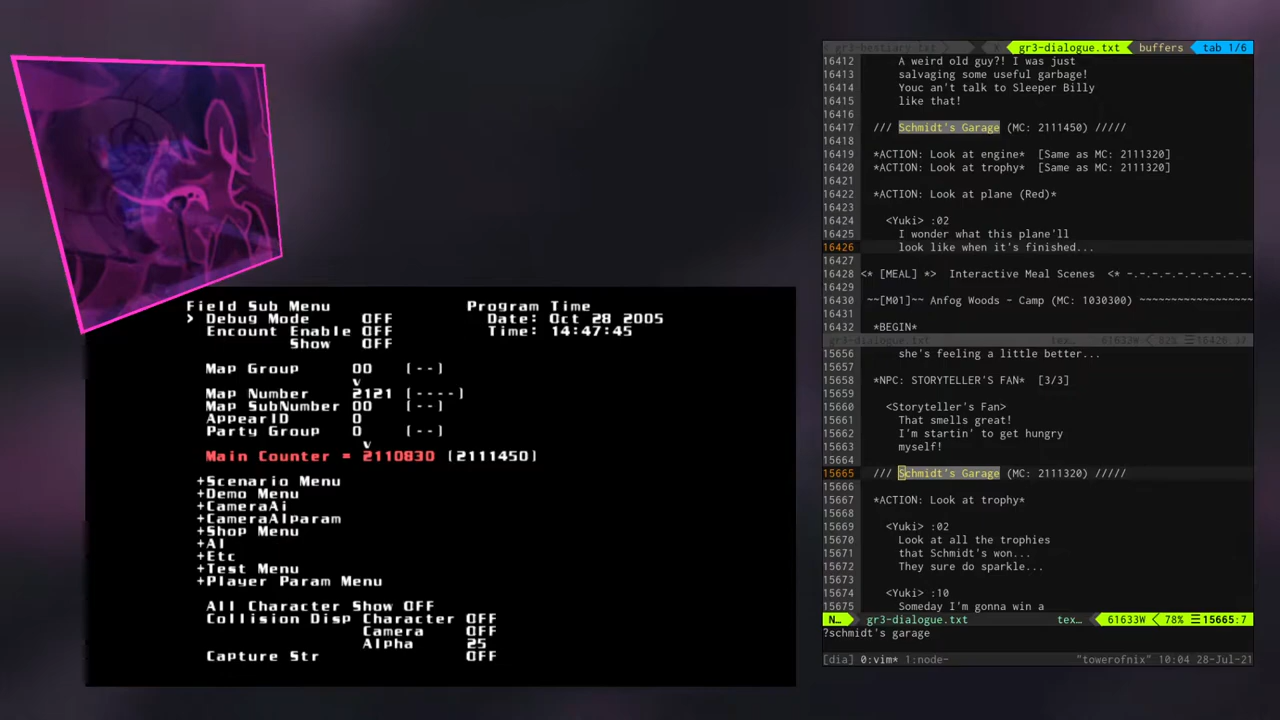 Field Sub Menu
> Debug Mode OFF
Encount Enable OFF
Show OFF
Map Group 00 (--)
v
Map Number 2121 (----)
Map SubNumber 00 (--)
AppearID 0
Party Group 0 (--)
v
Main Counter = 2110830 (2111450)
+Scenario Menu
+Demo Menu
+CameraAi
+CameraAIparam
+Shop Menu
+AI
+Etc
+Test Menu
+Player Param Menu
All Character Show OFF
Collision Disp Character OFF
Camera OFF
Alpha 25
Capture Str OFF
Program Time
Date: Oct 28 2005
Time: 14:47:45
gr3-bestiary.txt X gr3-dialogue.txt buffers tab 1/6
16412 A weird old guy?! I was just
16413 salvaging some useful garbage!
16414 Youc an't talk to Sleeper Billy
16415 like that!
16416
16417 /// Schmidt's Garage (MC: 2111450) /////
16418
16419 *ACTION: Look at engine* [Same as MC: 2111320]
16420 *ACTION: Look at trophy* [Same as MC: 2111320]
16421
16422 *ACTION: Look at plane (Red)*
16423
16424 <Yuki> :02
16425 I wonder what this plane'll
16426 look like when it's finished...
16427
16428 <* [MEAL] *> Interactive Meal Scenes <* -.-.-.-.-.-.-.-.-.-.
16429
16430 ~~[M01]~~ Anfog Woods - Camp (MC: 1030300) ~~~~~~~~~~~~~~~~~~~
16431
16432 *BEGIN*
gr3-dialogue.txt tex… 61633W 82% ☰16426:7
15656 she's feeling a little better...
15657
15658 *NPC: STORYTELLER'S FAN* [3/3]
15659
15660 <Storyteller's Fan>
15661 That smells great!
15662 I'm startin' to get hungry
15663 myself!
15664
15665 /// Schmidt's Garage (MC: 2111320) /////
15666
15667 *ACTION: Look at trophy*
15668
15669 <Yuki> :02
15670 Look at all the trophies
15671 that Schmidt's won...
15672 They sure do sparkle...
15673
15674 <Yuki> :10
15675 Someday I'm gonna win a
N… gr3-dialogue.txt tex… 61633W < 78% ☰15665:7
?schmidt's garage
[dia] 0:vim* 1:node- "towerofnix" 10:04 28-Jul-21